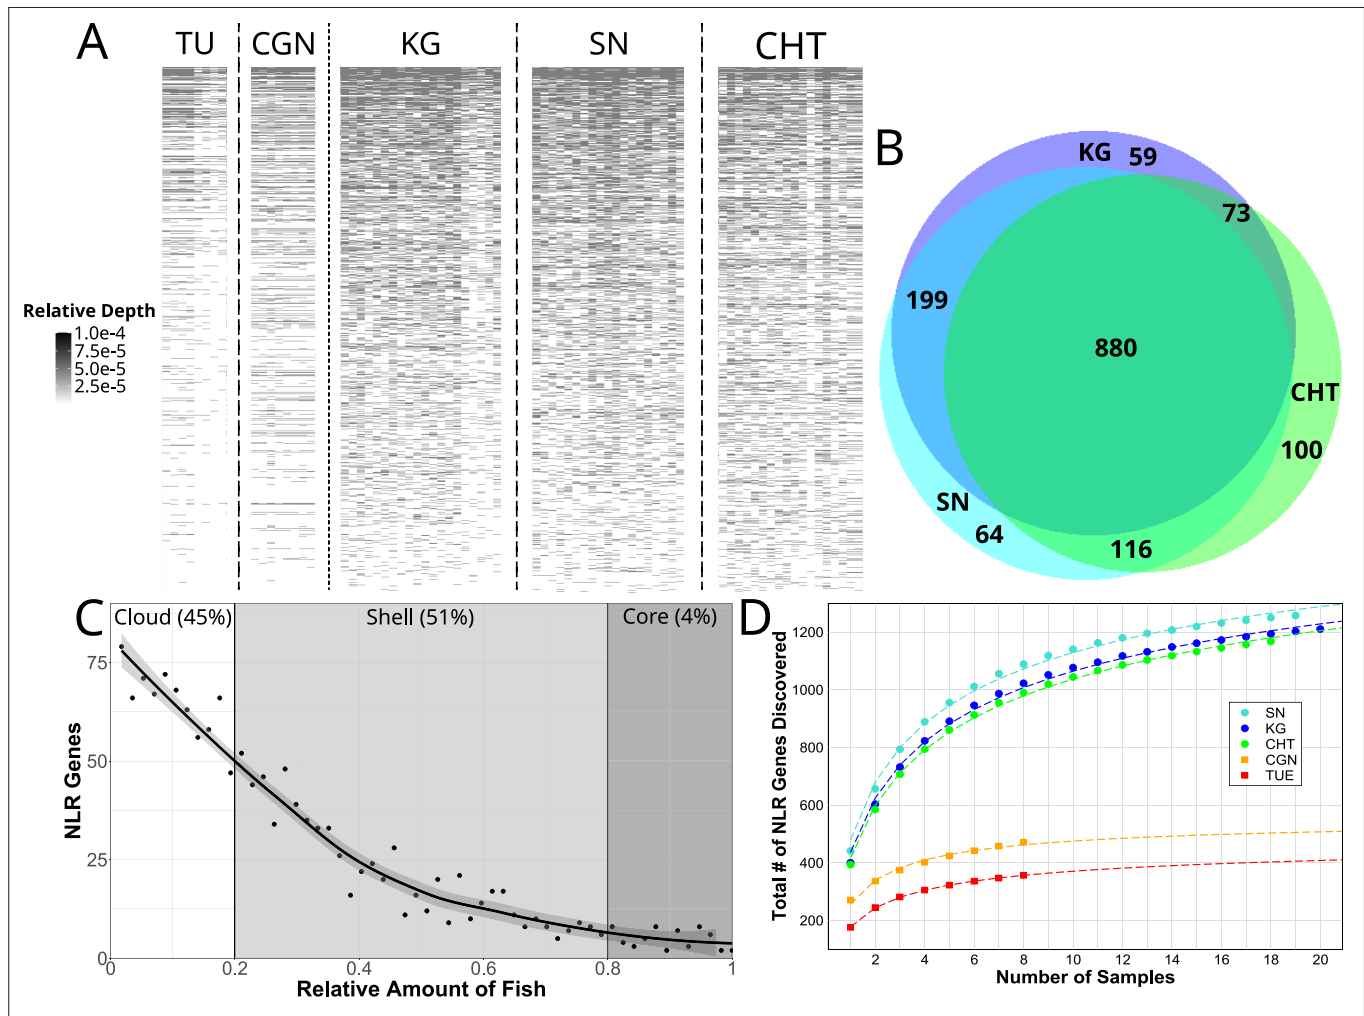 A
TU
CGN
KG
SN
CHT
Relative Depth
1.0e-4
7.5e-5
5.0e-5
2.5e-5
B
KG
59
73
199
880
CHT
100
SN
64
116
C
Cloud (45%)
Shell (51%)
Core (4%)
NLR Genes
75
50
25
0
0
0.2
0.4
0.6
0.8
1
Relative Amount of Fish
D
Total # of NLR Genes Discovered
1200
1000
800
600
400
200
SN
KG
CHT
CGN
TUE
2
4
6
8
10
12
14
16
18
20
Number of Samples